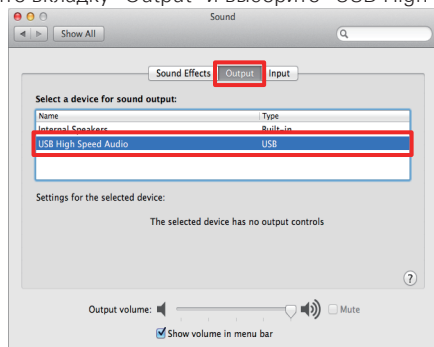 вкладку "Output" и выберите "USB High
Sound
Show All
Sound Effects Output Input
Select a device for sound output:
Name Type
Internal Speakers Built-in
USB High Speed Audio USB
Settings for the selected device:
The selected device has no output controls
?
Output volume: Mute
Show volume in menu bar